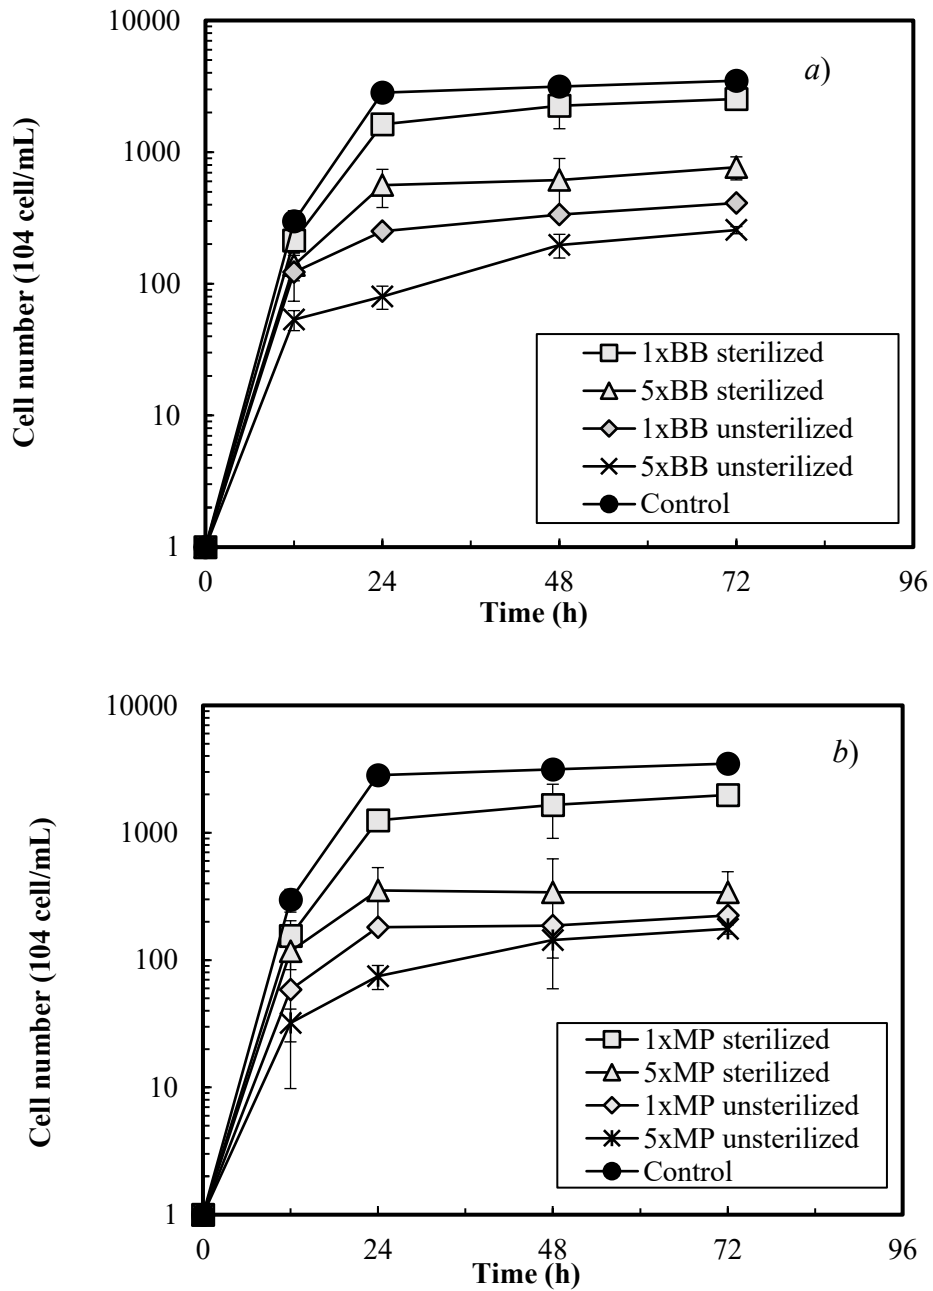 10000
a)
1000
100
10
1
Cell number (104 cell/mL)
1xBB sterilized
5xBB sterilized
1xBB unsterilized
5xBB unsterilized
Control
0 24 48 72 96
Time (h)
10000
b)
1000
100
10
1
Cell number (104 cell/mL)
1xMP sterilized
5xMP sterilized
1xMP unsterilized
5xMP unsterilized
Control
0 24 48 72 96
Time (h)